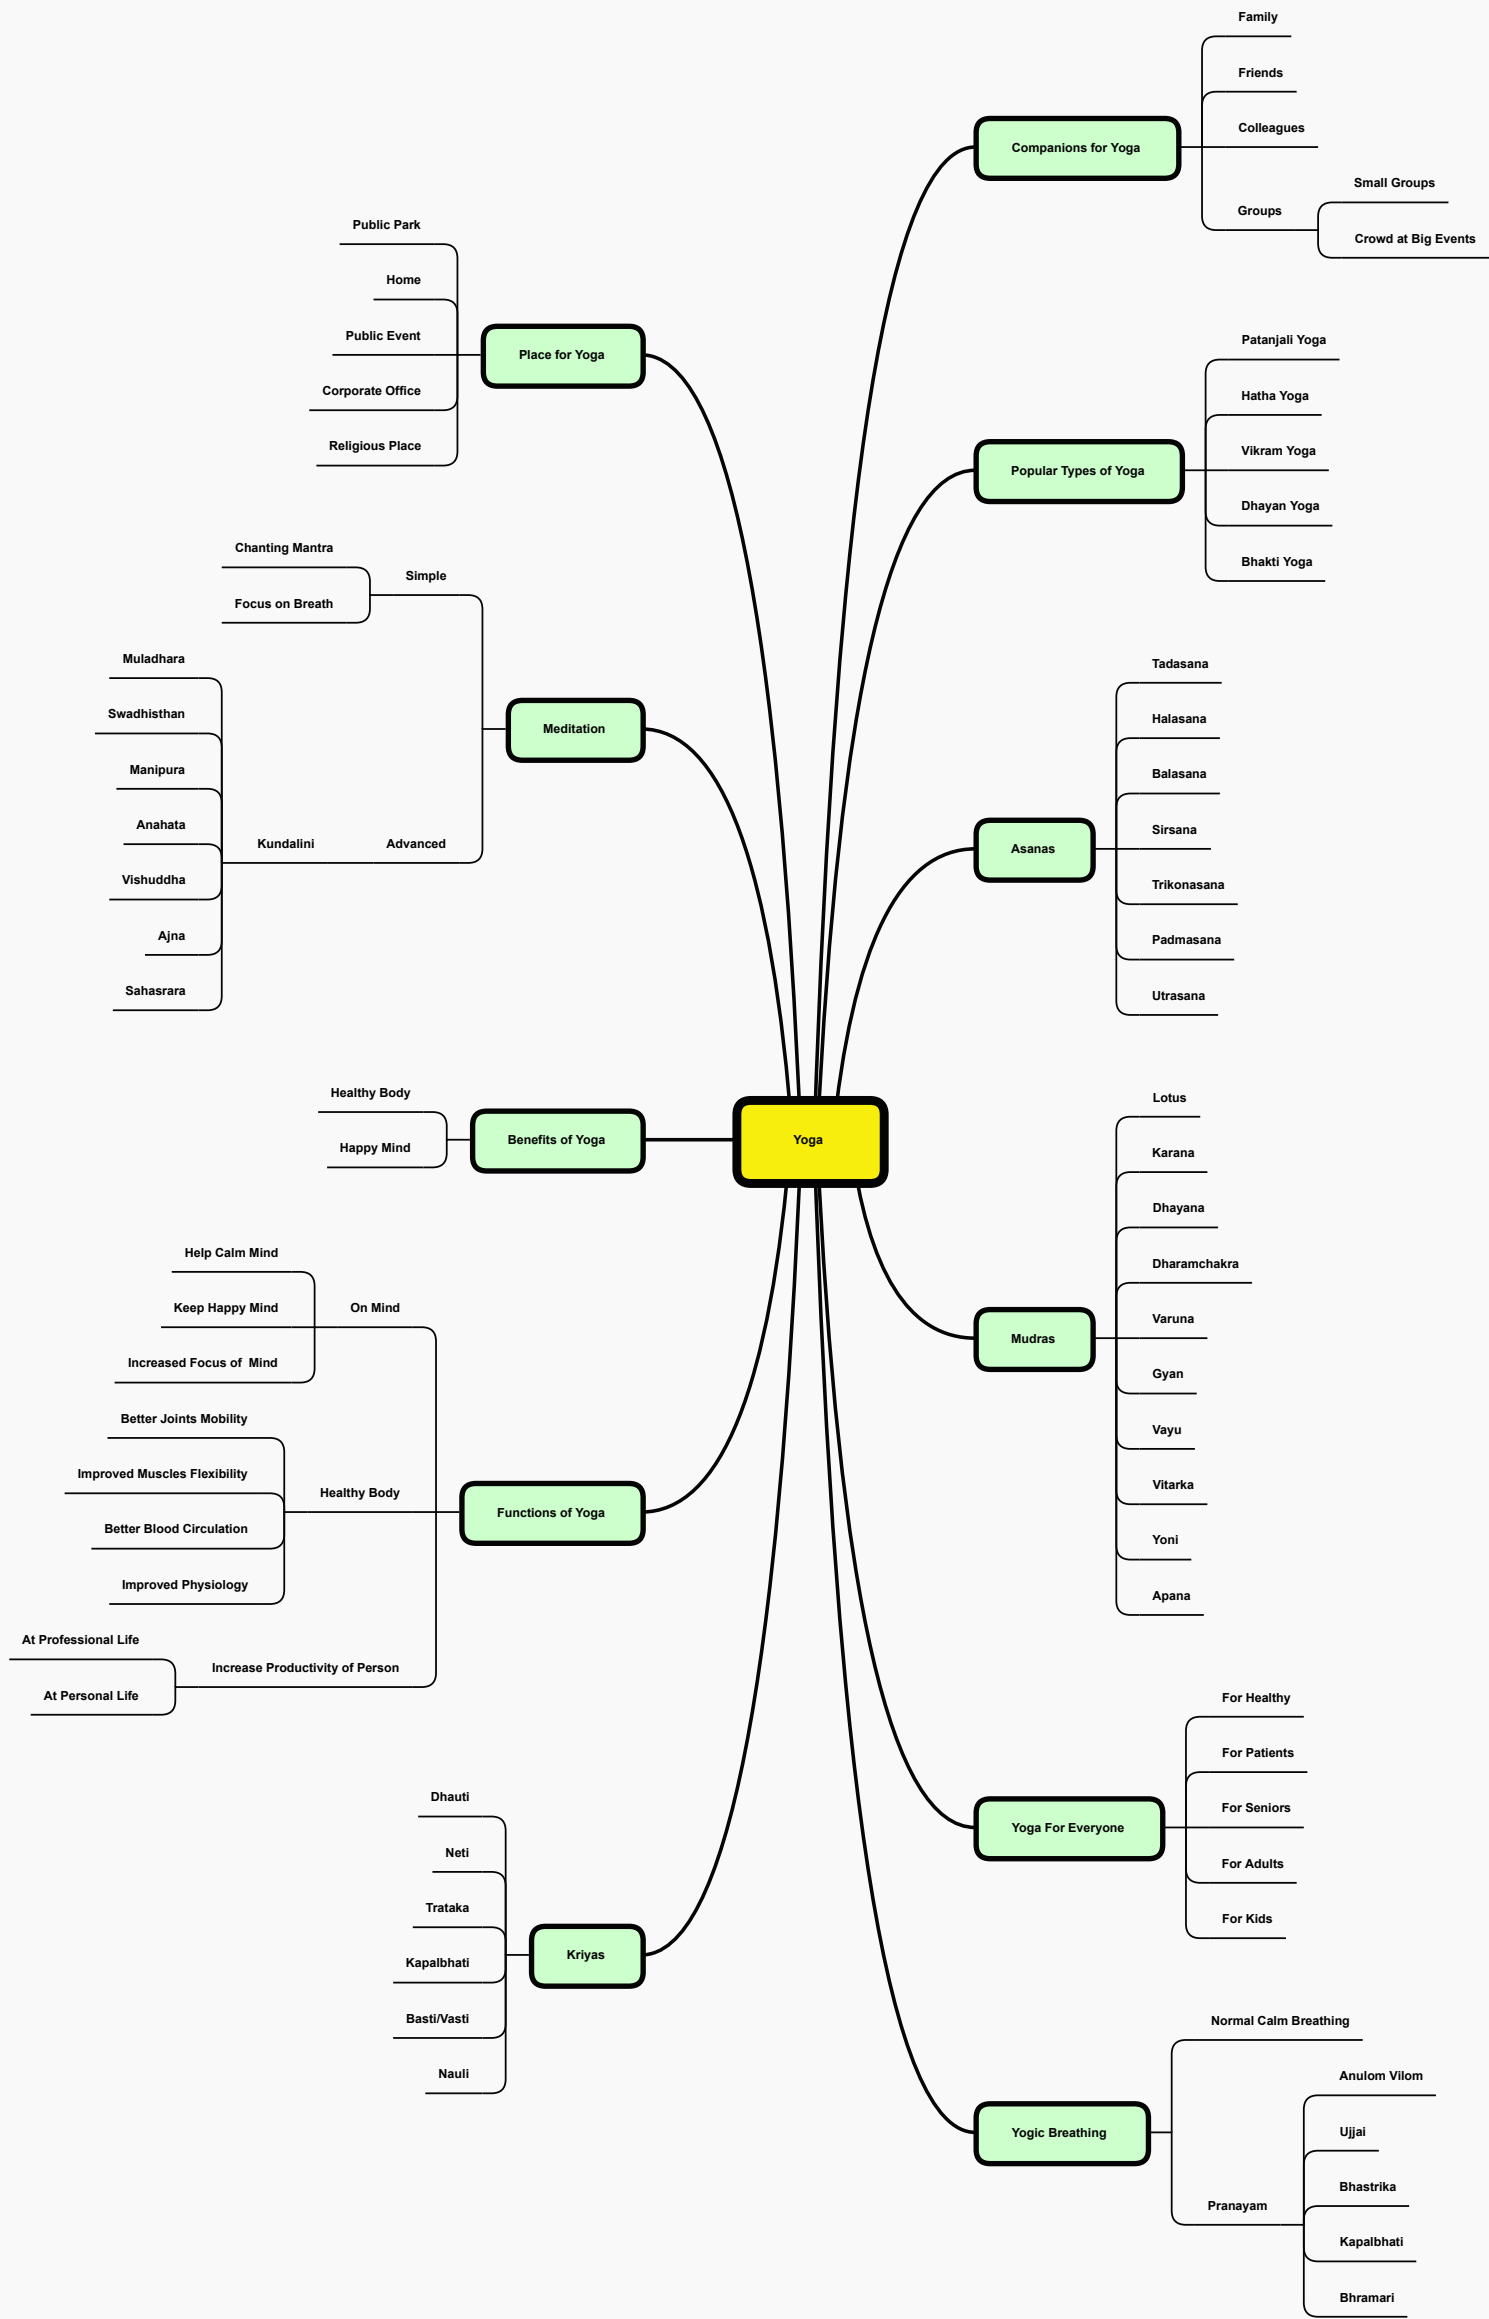 Yoga
Companions for Yoga
Family
Friends
Colleagues
Groups
Small Groups
Crowd at Big Events
Popular Types of Yoga
Patanjali Yoga
Hatha Yoga
Vikram Yoga
Dhayan Yoga
Bhakti Yoga
Asanas
Tadasana
Halasana
Balasana
Sirsana
Trikonasana
Padmasana
Utrasana
Mudras
Lotus
Karana
Dhayana
Dharamchakra
Varuna
Gyan
Vayu
Vitarka
Yoni
Apana
Yoga For Everyone
For Healthy
For Patients
For Seniors
For Adults
For Kids
Yogic Breathing
Normal Calm Breathing
Pranayam
Anulom Vilom
Ujjai
Bhastrika
Kapalbhati
Bhramari
Place for Yoga
Public Park
Home
Public Event
Corporate Office
Religious Place
Meditation
Simple
Chanting Mantra
Focus on Breath
Advanced
Kundalini
Muladhara
Swadhisthan
Manipura
Anahata
Vishuddha
Ajna
Sahasrara
Benefits of Yoga
Healthy Body
Happy Mind
Functions of Yoga
On Mind
Help Calm Mind
Keep Happy Mind
Increased Focus of  Mind
Healthy Body
Better Joints Mobility
Improved Muscles Flexibility
Better Blood Circulation
Improved Physiology
Increase Productivity of Person
At Professional Life
At Personal Life
Kriyas
Dhauti
Neti
Trataka
Kapalbhati
Basti/Vasti
Nauli